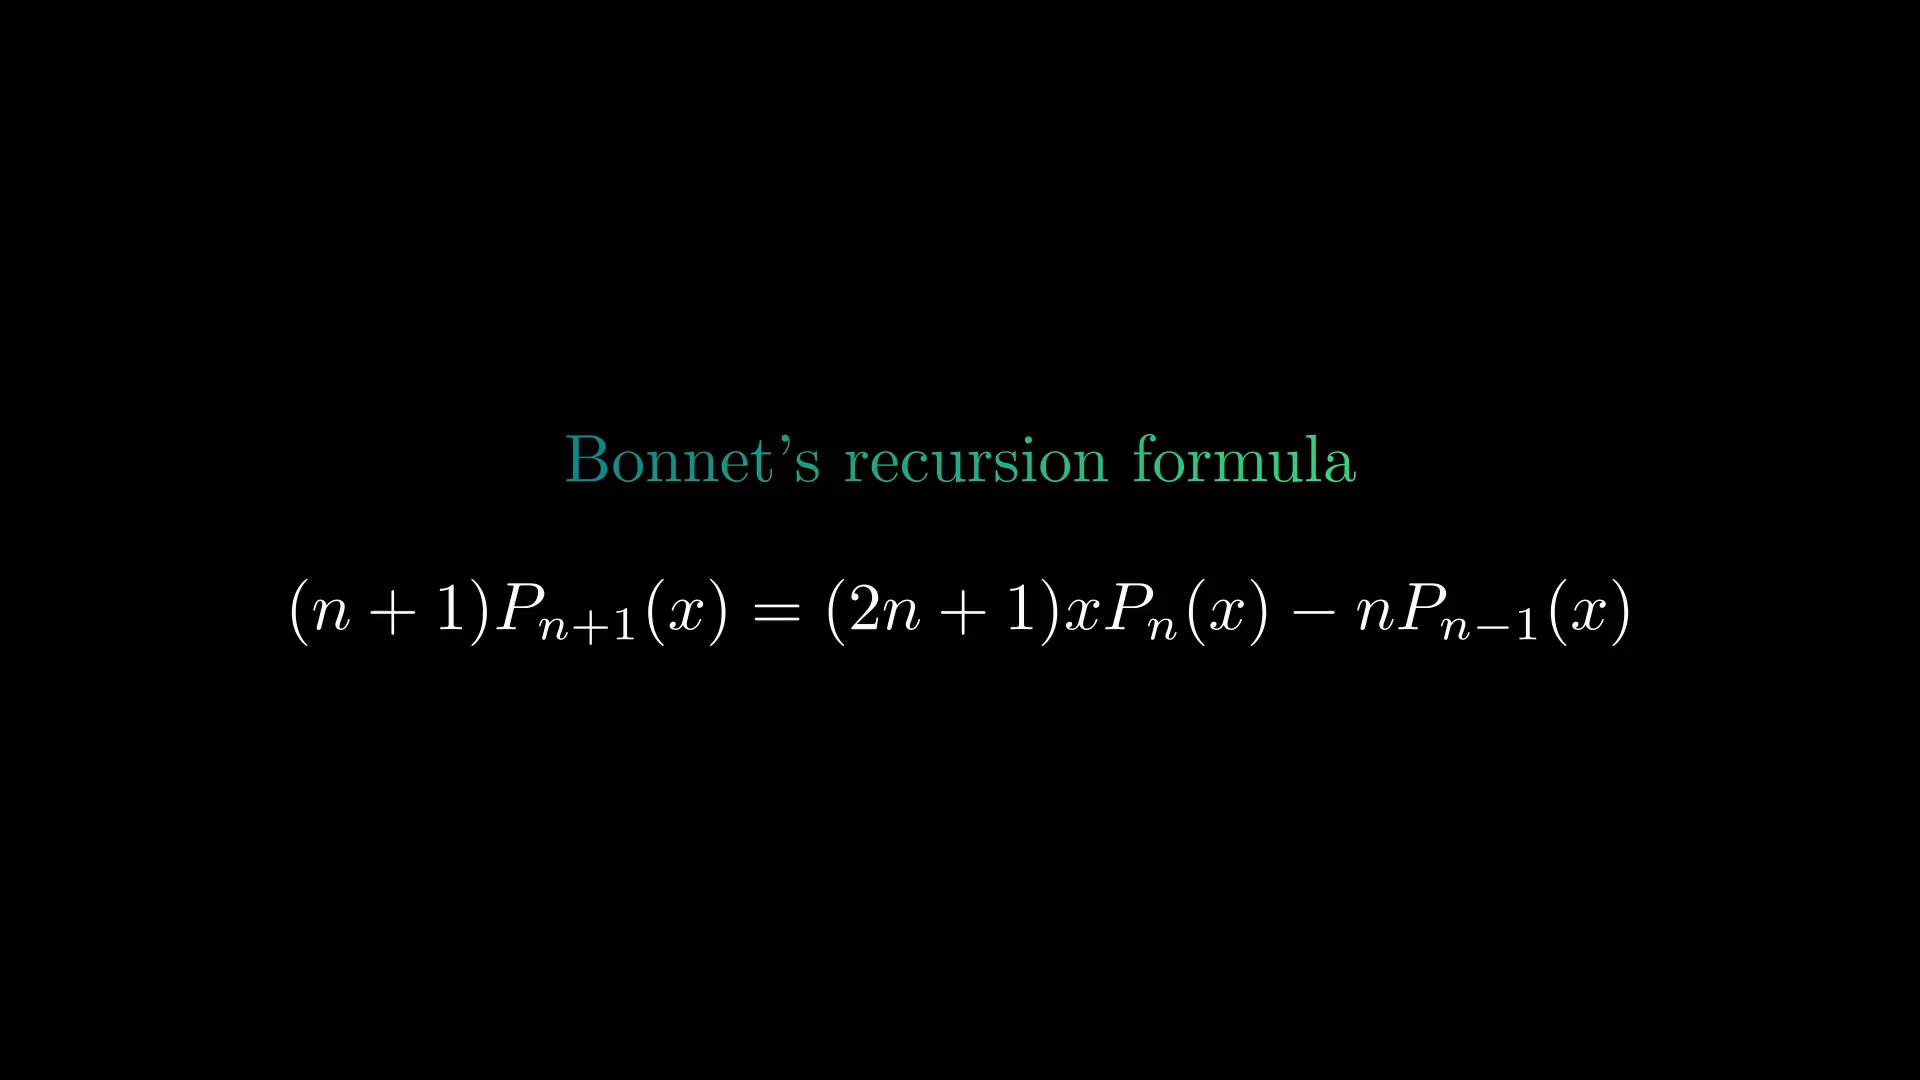 Bonnet's recursion formula
$(n+1)P_{n+1}(x) = (2n+1)xP_n(x) - nP_{n-1}(x)$